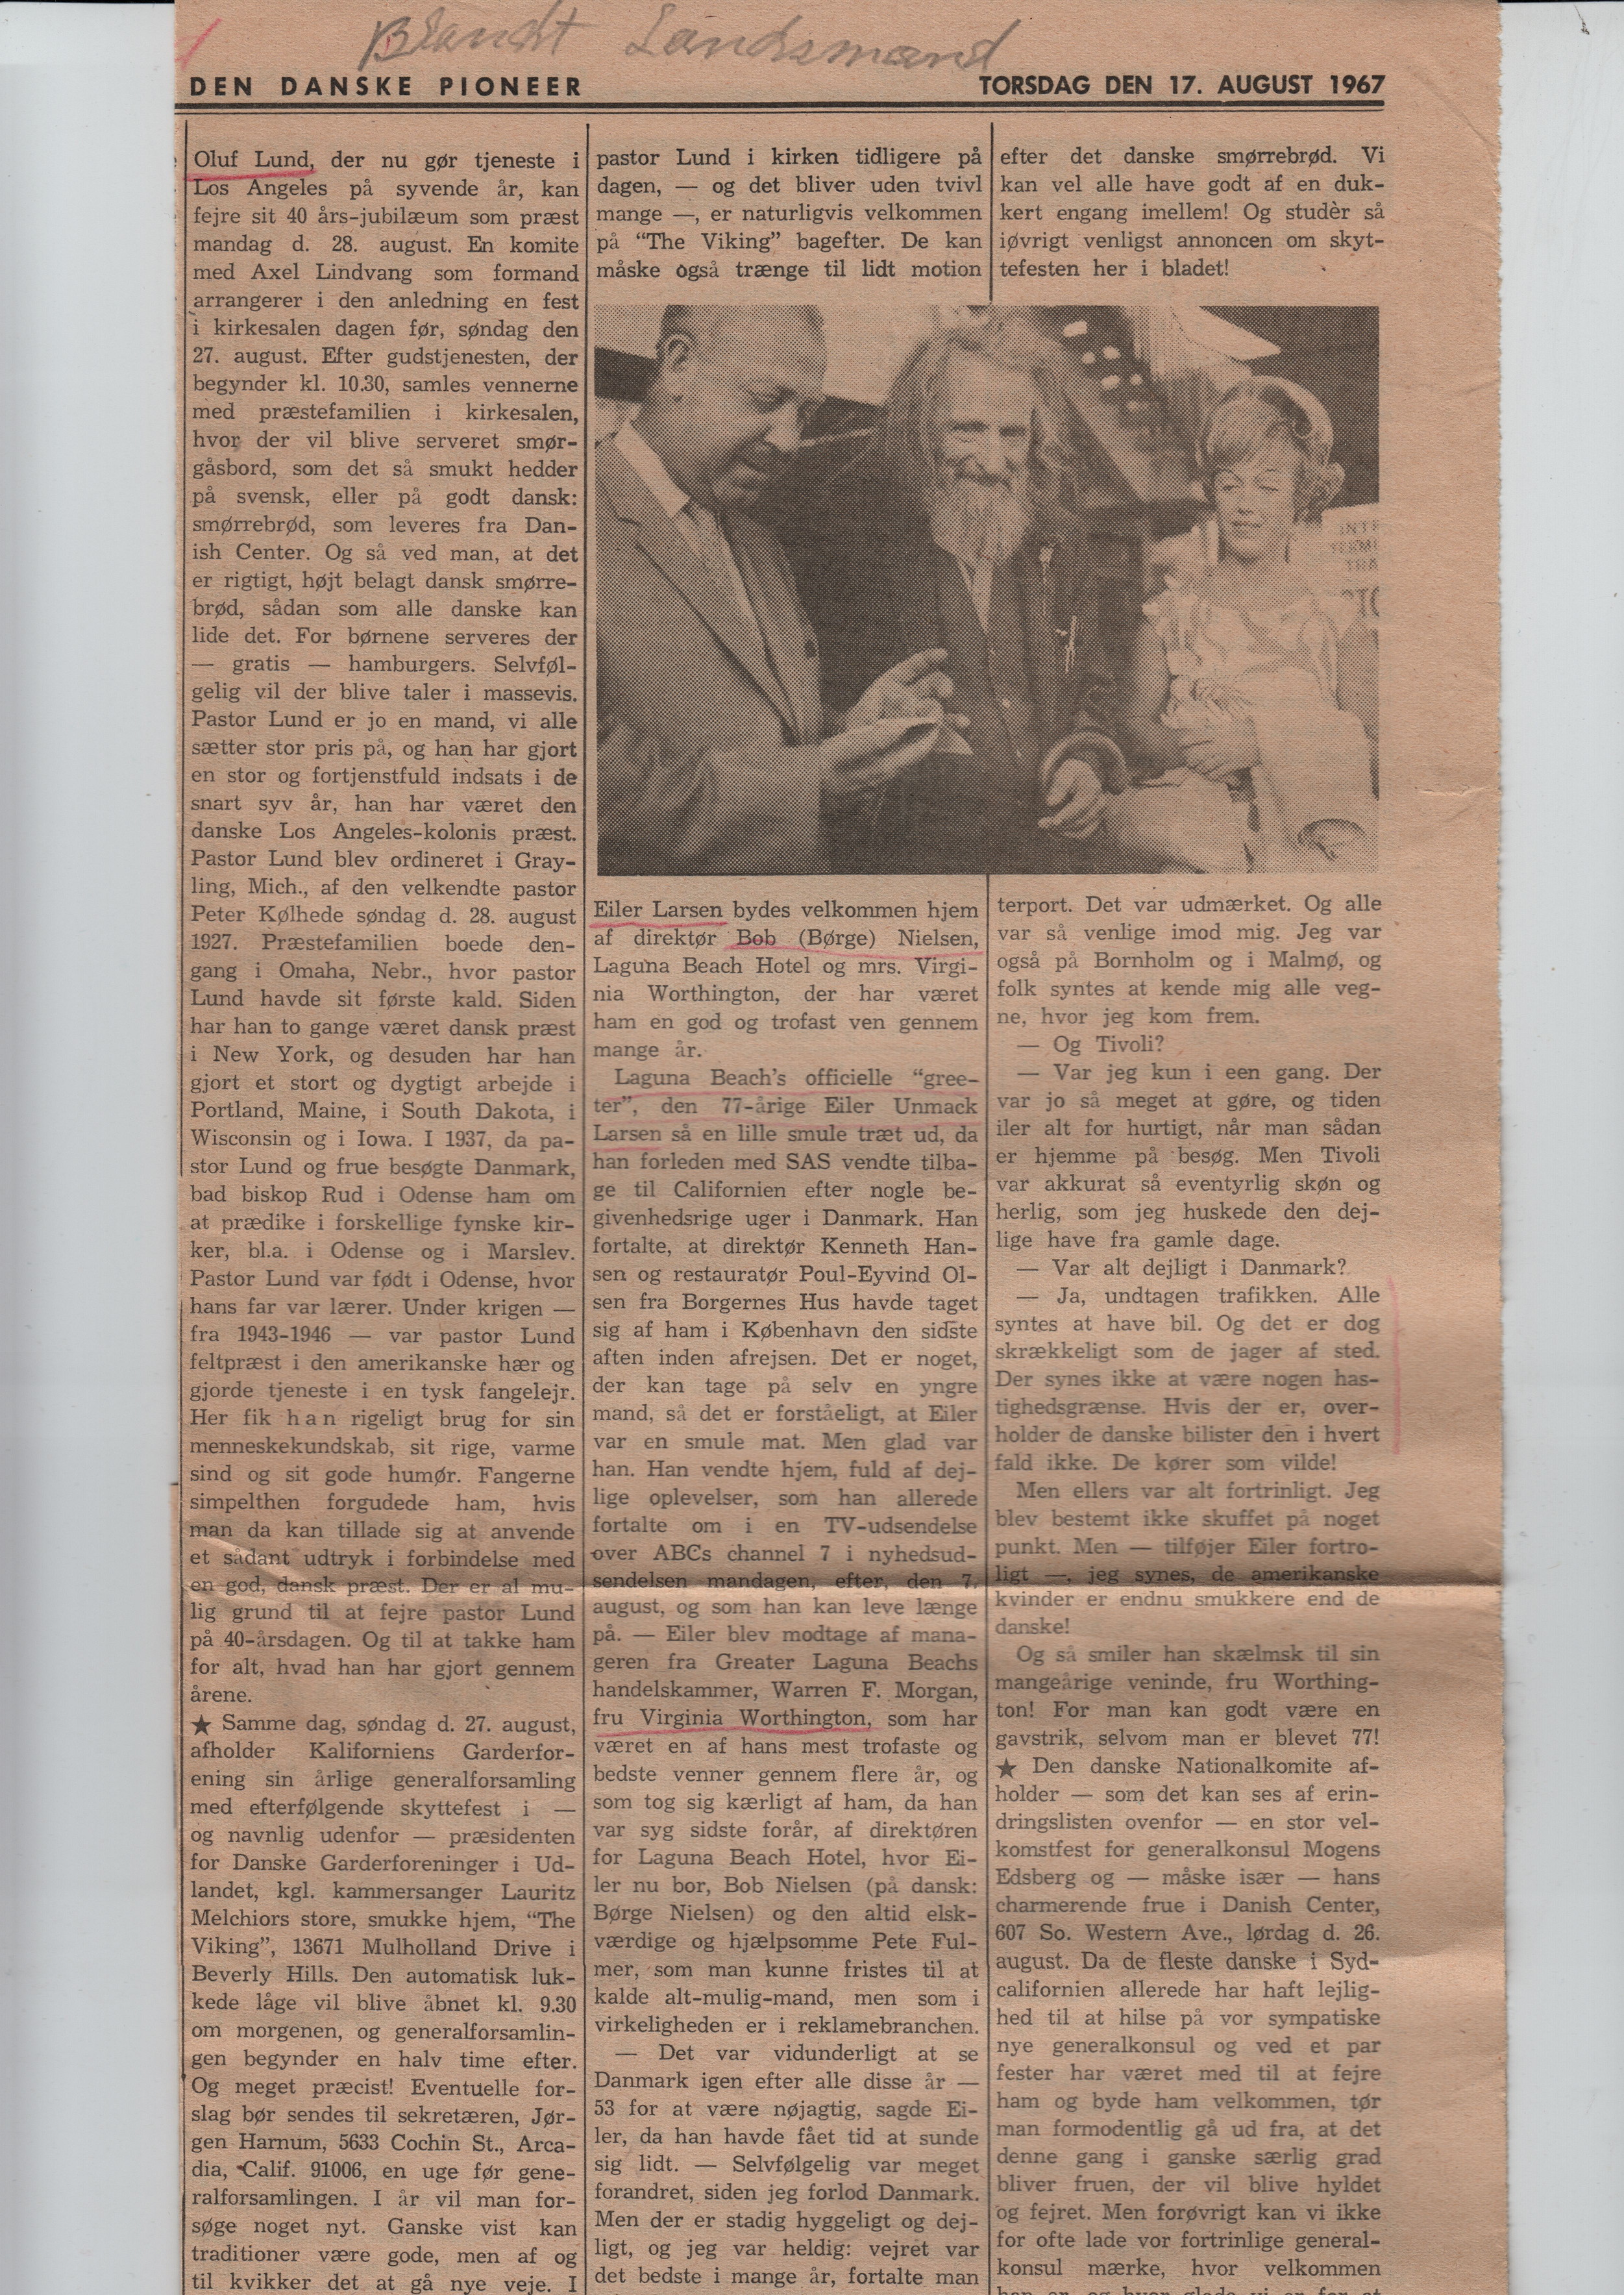 Brandt Landsmand
DEN DANSKE PIONEER
TORSDAG DEN 17. AUGUST 1967
Oluf Lund, der nu gør tjeneste i
Los Angeles på syvende år, kan
fejre sit 40 års-jubilæum som præst
mandag d. 28. august. En komite
med Axel Lindvang som formand
arrangerer i den anledning en fest
i kirkesalen dagen før, søndag den
27. august. Efter gudstjenesten, der
begynder kl. 10.30, samles vennerne
med præstefamilien i kirkesalen,
hvor der vil blive serveret smør-
gåsbord, som det så smukt hedder
på svensk, eller på godt dansk:
smørrebrød, som leveres fra Dan-
ish Center. Og så ved man, at det
er rigtigt, højt belagt dansk smørre-
brød, sådan som alle danske kan
lide det. For børnene serveres der
— gratis — hamburgers. Selvføl-
gelig vil der blive taler i massevis.
Pastor Lund er jo en mand, vi alle
sætter stor pris på, og han har gjort
en stor og fortjenstfuld indsats i de
snart syv år, han har været den
danske Los Angeles-kolonis præst.
Pastor Lund blev ordineret i Gray-
ling, Mich., af den velkendte pastor
Peter Kølhede søndag d. 28. august
1927. Præstefamilien boede den-
gang i Omaha, Nebr., hvor pastor
Lund havde sit første kald. Siden
har han to gange været dansk præst
i New York, og desuden har han
gjort et stort og dygtigt arbejde i
Portland, Maine, i South Dakota, i
Wisconsin og i Iowa. I 1937, da pa-
stor Lund og frue besøgte Danmark,
bad biskop Rud i Odense ham om
at prædike i forskellige fynske kir-
ker, bl.a. i Odense og i Marslev.
Pastor Lund var født i Odense, hvor
hans far var lærer. Under krigen —
fra 1943-1946 — var pastor Lund
feltpræst i den amerikanske hær og
gjorde tjeneste i en tysk fangelejr.
Her fik han rigeligt brug for sin
menneskekundskab, sit rige, varme
sind og sit gode humør. Fangerne
simpelthen forgudede ham, hvis
man da kan tillade sig at anvende
et sådant udtryk i forbindelse med
en god, dansk præst. Der er al mu-
lig grund til at fejre pastor Lund
på 40-årsdagen. Og til at takke ham
for alt, hvad han har gjort gennem
årene.
★ Samme dag, søndag d. 27. august,
afholder Kaliforniens Garderfor-
ening sin årlige generalforsamling
med efterfølgende skyttefest i —
og navnlig udenfor — præsidenten
for Danske Garderforeninger i Ud-
landet, kgl. kammersanger Lauritz
Melchiors store, smukke hjem, “The
Viking”, 13671 Mulholland Drive i
Beverly Hills. Den automatisk luk-
kede låge vil blive åbnet kl. 9.30
om morgenen, og generalforsamlin-
gen begynder en halv time efter.
Og meget præcist! Eventuelle for-
slag bør sendes til sekretæren, Jør-
gen Harnum, 5633 Cochin St., Arca-
dia, Calif. 91006, en uge før gene-
ralforsamlingen. I år vil man for-
søge noget nyt. Ganske vist kan
traditioner være gode, men af og
til kvikker det at gå nye veje. I
pastor Lund i kirken tidligere på
dagen, — og det bliver uden tvivl
mange —, er naturligvis velkommen
på “The Viking” bagefter. De kan
måske også trænge til lidt motion
efter det danske smørrebrød. Vi
kan vel alle have godt af en duk-
kert engang imellem! Og studèr så
iøvrigt venligst annoncen om skyt-
tefesten her i bladet!
Eiler Larsen bydes velkommen hjem
af direktør Bob (Børge) Nielsen,
Laguna Beach Hotel og mrs. Virgi-
nia Worthington, der har været
ham en god og trofast ven gennem
mange år.
Laguna Beach's officielle “gree-
ter”, den 77-årige Eiler Unmack
Larsen så en lille smule træt ud, da
han forleden med SAS vendte tilba-
ge til Californien efter nogle be-
givenhedsrige uger i Danmark. Han
fortalte, at direktør Kenneth Han-
sen og restauratør Poul-Eyvind Ol-
sen fra Borgernes Hus havde taget
sig af ham i København den sidste
aften inden afrejsen. Det er noget,
der kan tage på selv en yngre
mand, så det er forståeligt, at Eiler
var en smule mat. Men glad var
han. Han vendte hjem, fuld af dej-
lige oplevelser, som han allerede
fortalte om i en TV-udsendelse
over ABCs channel 7 i nyhedsud-
sendelsen mandagen, efter, den 7.
august, og som han kan leve længe
på. — Eiler blev modtage af mana-
geren fra Greater Laguna Beachs
handelskammer, Warren F. Morgan,
fru Virginia Worthington, som har
været en af hans mest trofaste og
bedste venner gennem flere år, og
som tog sig kærligt af ham, da han
var syg sidste forår, af direktøren
for Laguna Beach Hotel, hvor Ei-
ler nu bor, Bob Nielsen (på dansk:
Børge Nielsen) og den altid elsk-
værdige og hjælpsomme Pete Ful-
mer, som man kunne fristes til at
kalde alt-mulig-mand, men som i
virkeligheden er i reklamebranchen.
— Det var vidunderligt at se
Danmark igen efter alle disse år —
53 for at være nøjagtig, sagde Ei-
ler, da han havde fået tid at sunde
sig lidt. — Selvfølgelig var meget
forandret, siden jeg forlod Danmark.
Men der er stadig hyggeligt og dej-
ligt, og jeg var heldig: vejret var
det bedste i mange år, fortalte man
terport. Det var udmærket. Og alle
var så venlige imod mig. Jeg var
også på Bornholm og i Malmø, og
folk syntes at kende mig alle veg-
ne, hvor jeg kom frem.
— Og Tivoli?
— Var jeg kun i een gang. Der
var jo så meget at gøre, og tiden
iler alt for hurtigt, når man sådan
er hjemme på besøg. Men Tivoli
var akkurat så eventyrlig skøn og
herlig, som jeg huskede den dej-
lige have fra gamle dage.
— Var alt dejligt i Danmark?
— Ja, undtagen trafikken. Alle
syntes at have bil. Og det er dog
skrækkeligt som de jager af sted.
Der synes ikke at være nogen has-
tighedsgrænse. Hvis der er, over-
holder de danske bilister den i hvert
fald ikke. De kører som vilde!
Men ellers var alt fortrinligt. Jeg
blev bestemt ikke skuffet på noget
punkt. Men — tilføjer Eiler fortro-
ligt —, jeg synes, de amerikanske
kvinder er endnu smukkere end de
danske!
Og så smiler han skælmsk til sin
mangeårige veninde, fru Worthing-
ton! For man kan godt være en
gavstrik, selvom man er blevet 77!
★ Den danske Nationalkomite af-
holder — som det kan ses af erin-
dringslisten ovenfor — en stor vel-
komstfest for generalkonsul Mogens
Edsberg og — måske især — hans
charmerende frue i Danish Center,
607 So. Western Ave., lørdag d. 26.
august. Da de fleste danske i Syd-
californien allerede har haft lejlig-
hed til at hilse på vor sympatiske
nye generalkonsul og ved et par
fester har været med til at fejre
ham og byde ham velkommen, tør
man formodentlig gå ud fra, at det
denne gang i ganske særlig grad
bliver fruen, der vil blive hyldet
og fejret. Men forøvrigt kan vi ikke
for ofte lade vor fortrinlige general-
konsul mærke, hvor velkommen